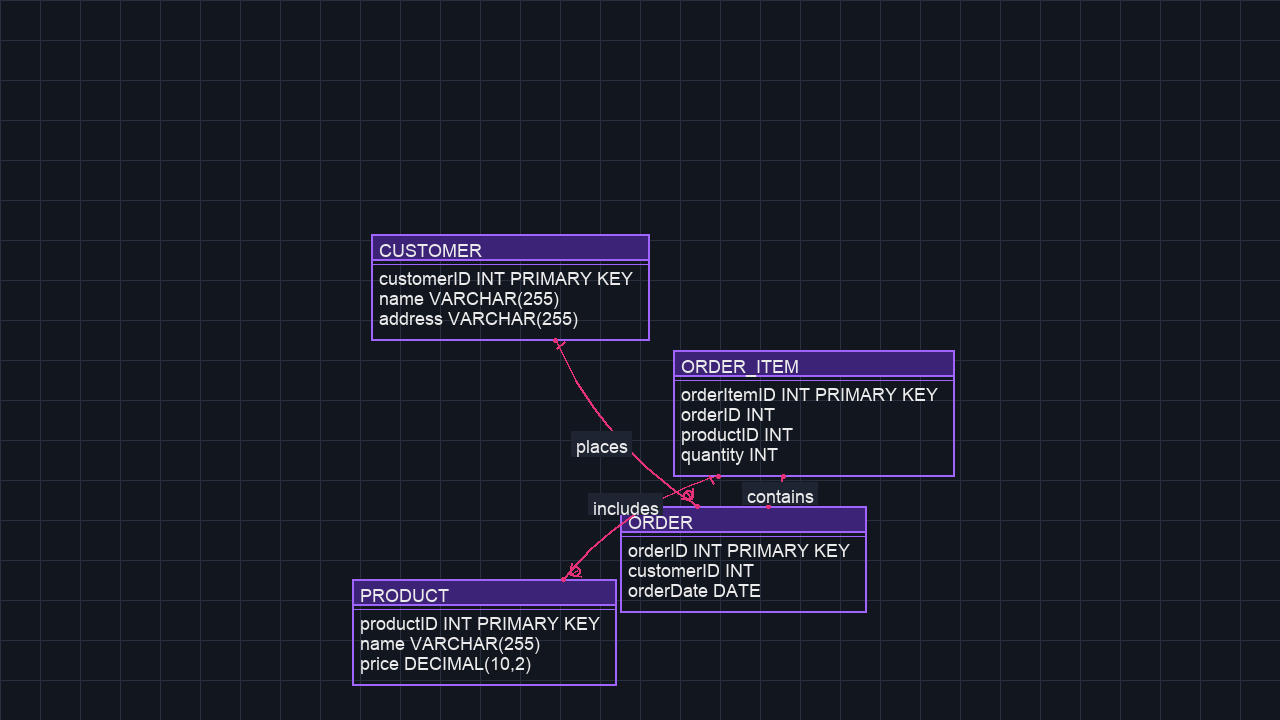 CUSTOMER
customerID INT PRIMARY KEY
name VARCHAR(255)
address VARCHAR(255)
ORDER_ITEM
orderItemID INT PRIMARY KEY
orderID INT
productID INT
quantity INT
places
contains
includes
ORDER
orderID INT PRIMARY KEY
customerID INT
orderDate DATE
PRODUCT
productID INT PRIMARY KEY
name VARCHAR(255)
price DECIMAL(10,2)